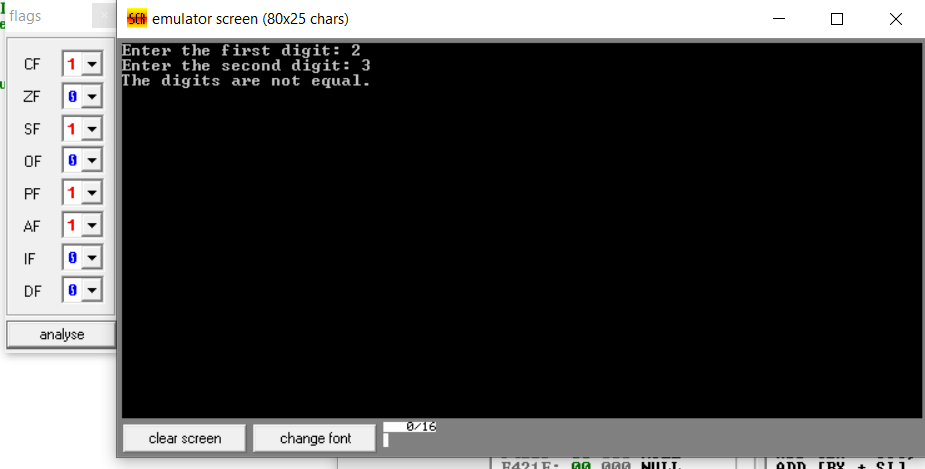 flags
SCR emulator screen (80x25 chars)
Enter the first digit: 2
Enter the second digit: 3
The digits are not equal.
CF 1
ZF 0
SF 1
OF 0
PF 1
AF 1
IF 0
DF 0
analyse
clear screen
change font
0/16
F421F: 00 000 NULL
ADD [BX + SI]